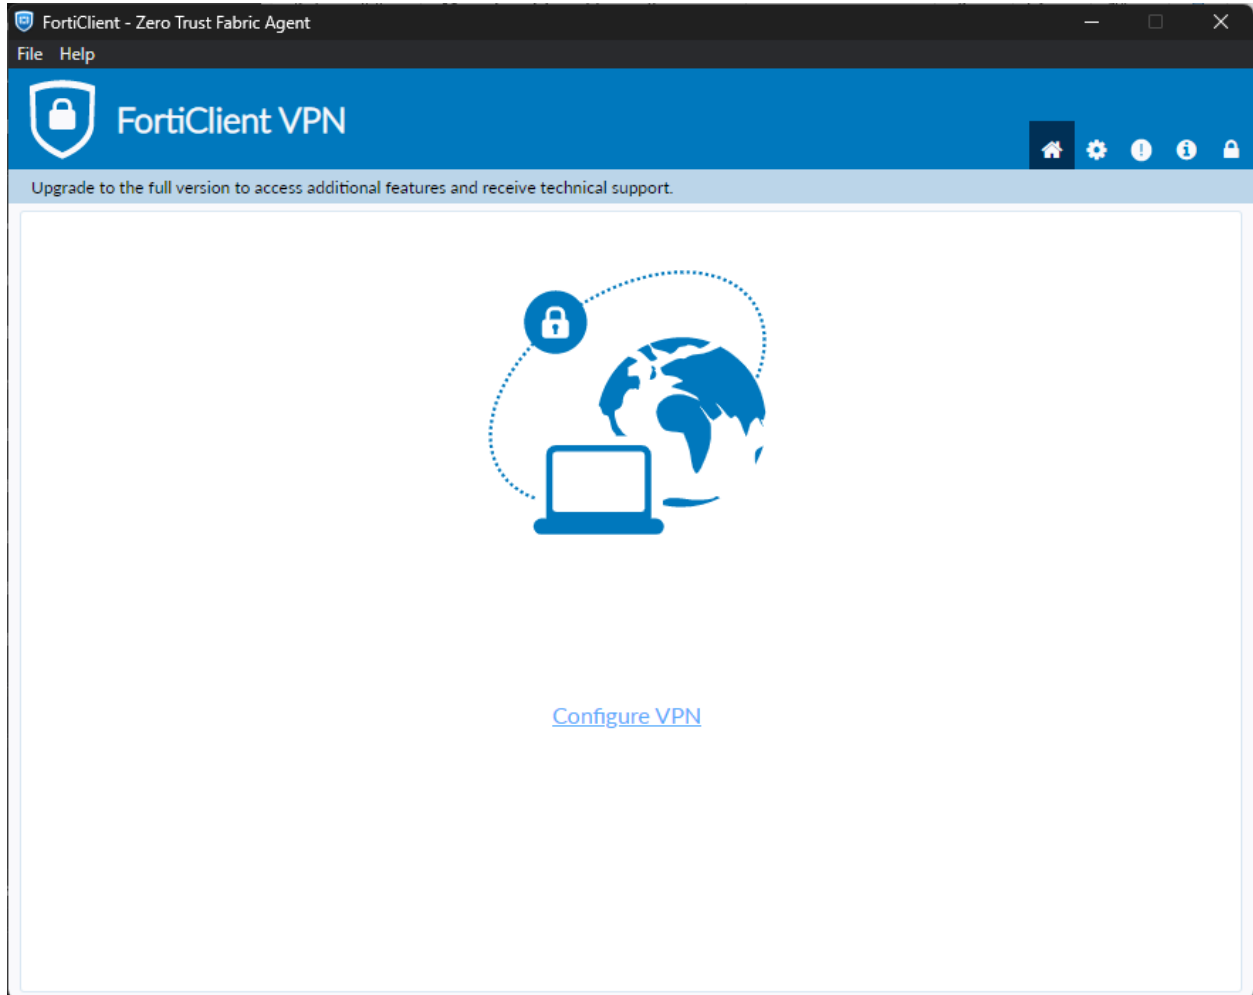 FortiClient - Zero Trust Fabric Agent
File Help
FortiClient VPN
Upgrade to the full version to access additional features and receive technical support.
Configure VPN